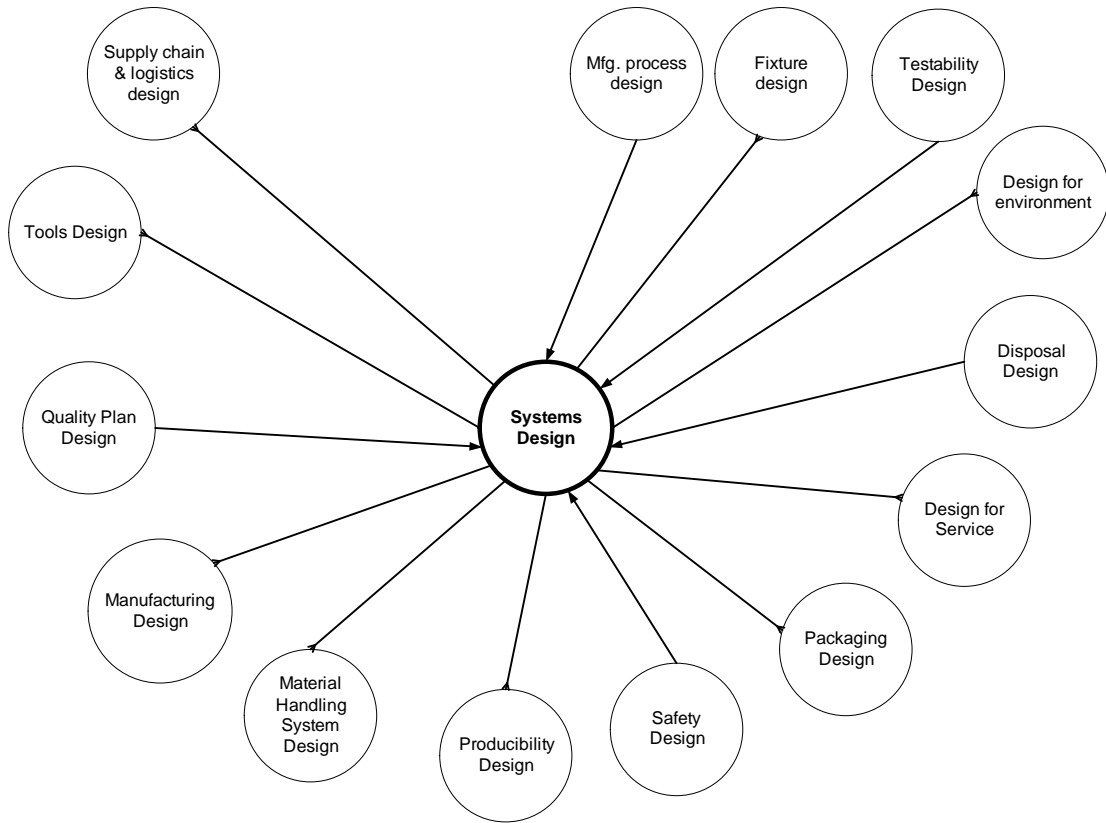 Supply chain
& logistics
design
Mfg. process
design
Fixture
design
Testability
Design
Design for
environment
Tools Design
Disposal
Design
Systems
Design
Quality Plan
Design
Design for
Service
Manufacturing
Design
Packaging
Design
Material
Handling
System
Design
Safety
Design
Producibility
Design